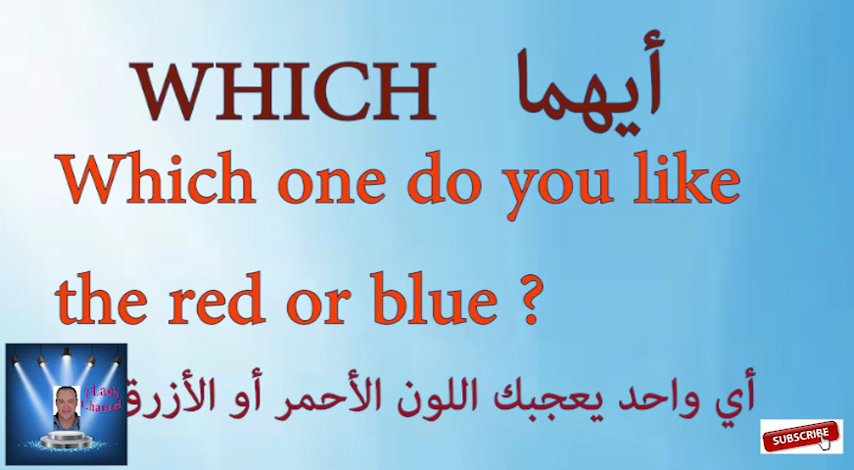 WHICH أيهما
Which one do you like
the red or blue ?
أي واحد يعجبك اللون الأحمر أو الأزرق
Channel
SUBSCRIBE